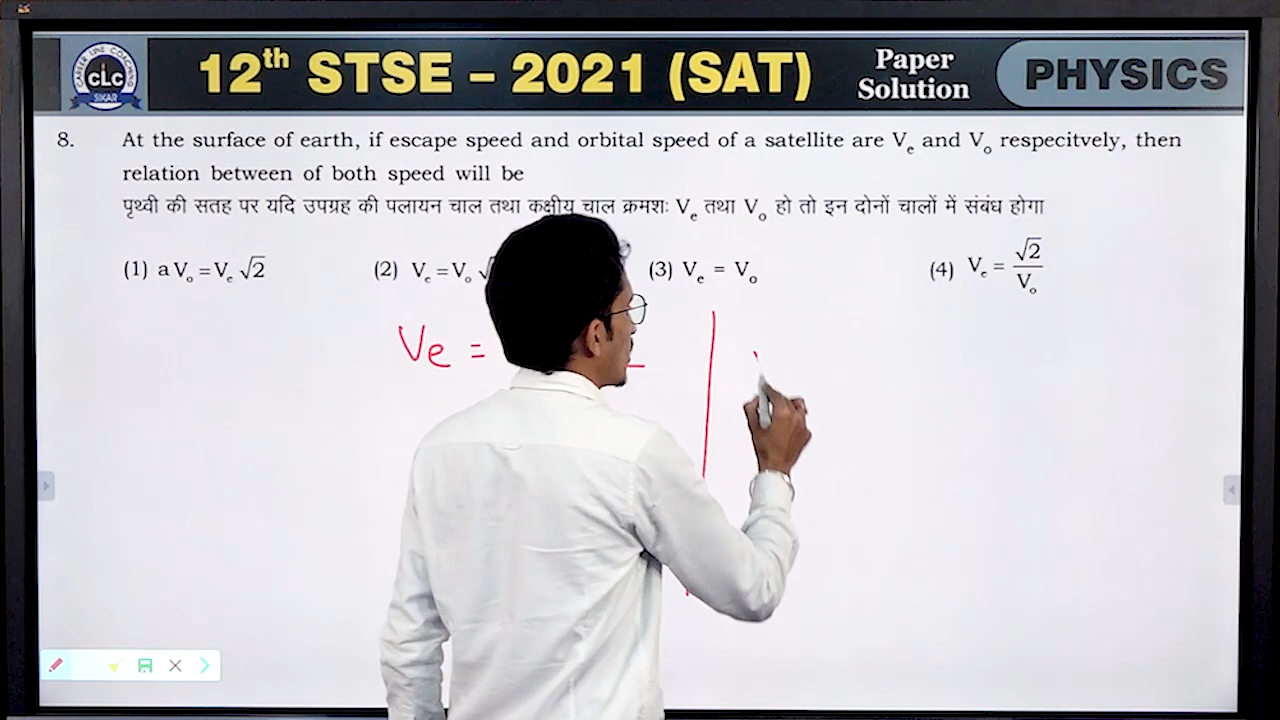 CAREER LINE COACHING
CLC
SIKAR
12th STSE – 2021 (SAT)
Paper
Solution
PHYSICS
8. At the surface of earth, if escape speed and orbital speed of a satellite are Ve and Vo respecitvely, then
relation between of both speed will be
पृथ्वी की सतह पर यदि उपग्रह की पलायन चाल तथा कक्षीय चाल क्रमशः Ve तथा Vo हो तो इन दोनों चालों में संबंध होगा
(1) a Vo = Ve √2 (2) Ve = Vo √ (3) Ve = Vo (4) Ve = √2/Vo
Ve =